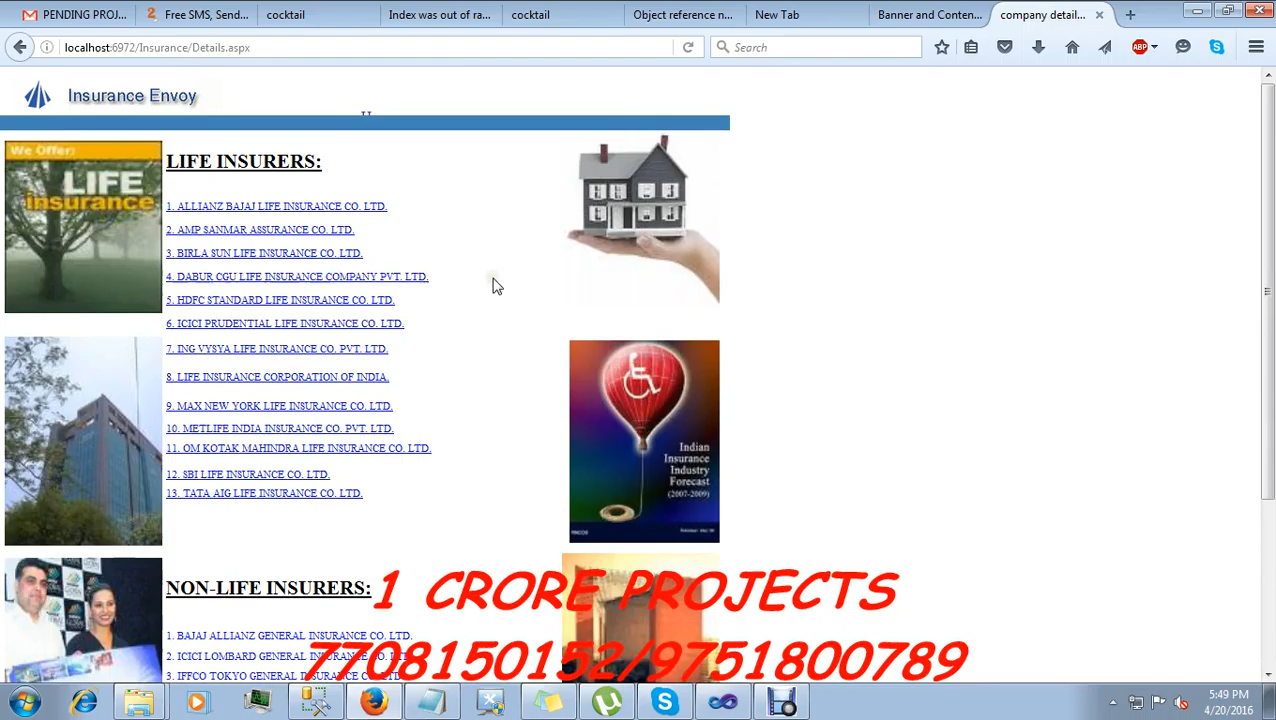 PENDING PROJ...
2 Free SMS, Send...
cocktail
Index was out of ra...
cocktail
Object reference n...
New Tab
Banner and Conten...
company detail...
localhost:6972/Insurance/Details.aspx
Search
ABP
Insurance Envoy
We Offer:
LIFE
insurance
LIFE INSURERS:
1. ALLIANZ BAJAJ LIFE INSURANCE CO. LTD.
2. AMP SANMAR ASSURANCE CO. LTD.
3. BIRLA SUN LIFE INSURANCE CO. LTD.
4. DABUR CGU LIFE INSURANCE COMPANY PVT. LTD.
5. HDFC STANDARD LIFE INSURANCE CO. LTD.
6. ICICI PRUDENTIAL LIFE INSURANCE CO. LTD.
7. ING VYSYA LIFE INSURANCE CO. PVT. LTD.
8. LIFE INSURANCE CORPORATION OF INDIA.
9. MAX NEW YORK LIFE INSURANCE CO. LTD.
10. METLIFE INDIA INSURANCE CO. PVT. LTD.
11. OM KOTAK MAHINDRA LIFE INSURANCE CO. LTD.
12. SBI LIFE INSURANCE CO. LTD.
13. TATA AIG LIFE INSURANCE CO. LTD.
Indian
Insurance
Industry
Forecast
(2007-2009)
NON-LIFE INSURERS:
1. BAJAJ ALLIANZ GENERAL INSURANCE CO. LTD.
2. ICICI LOMBARD GENERAL INSURANCE CO. LTD.
3. IFFCO TOKYO GENERAL INSURANCE CO. LTD.
1 CRORE PROJECTS
7708150152/9751800789
5:49 PM
4/20/2016